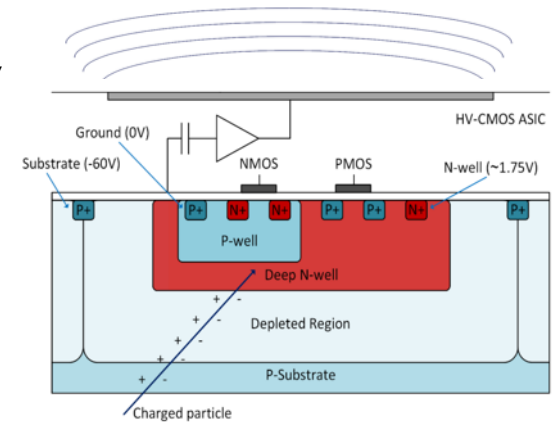 HV-CMOS ASIC
Ground (0V)
Substrate (-60V)
NMOS
PMOS
N-well (~1.75V)
P+
P+
N+
N+
P+
P+
N+
P+
P-well
Deep N-well
+ -
+ -
+ -
+ -
+ -
Depleted Region
P-Substrate
Charged particle